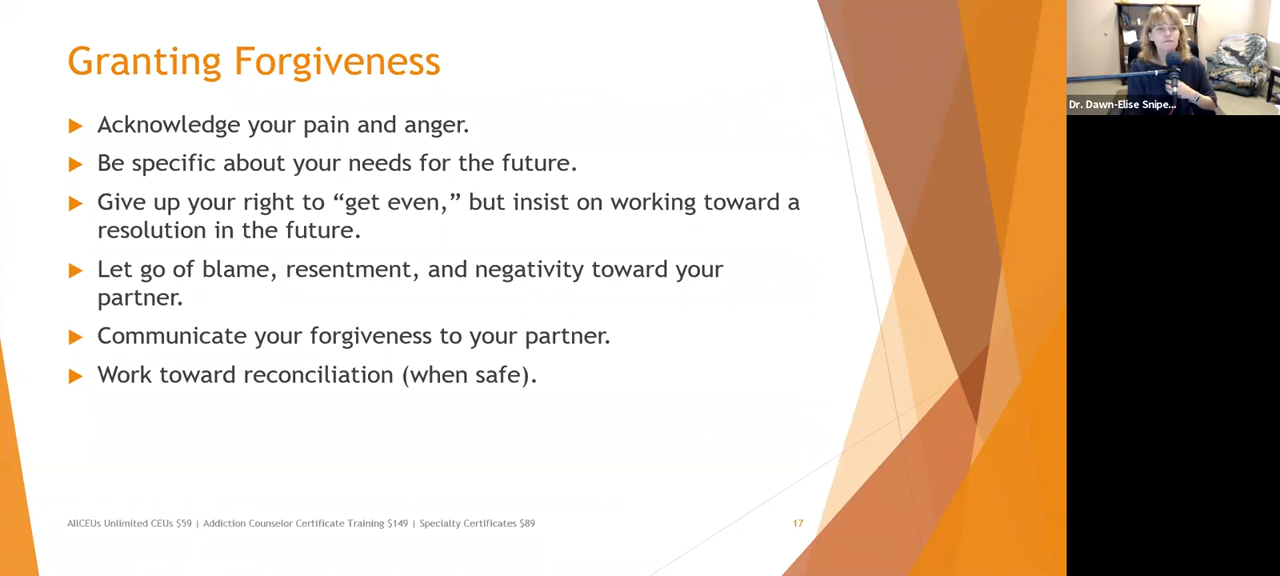 Granting Forgiveness
Acknowledge your pain and anger.
Be specific about your needs for the future.
Give up your right to “get even,” but insist on working toward a
resolution in the future.
Let go of blame, resentment, and negativity toward your
partner.
Communicate your forgiveness to your partner.
Work toward reconciliation (when safe).
AllCEUs Unlimited CEUs $59 | Addiction Counselor Certificate Training $149 | Specialty Certificates $89
17
Dr. Dawn-Elise Snipe...